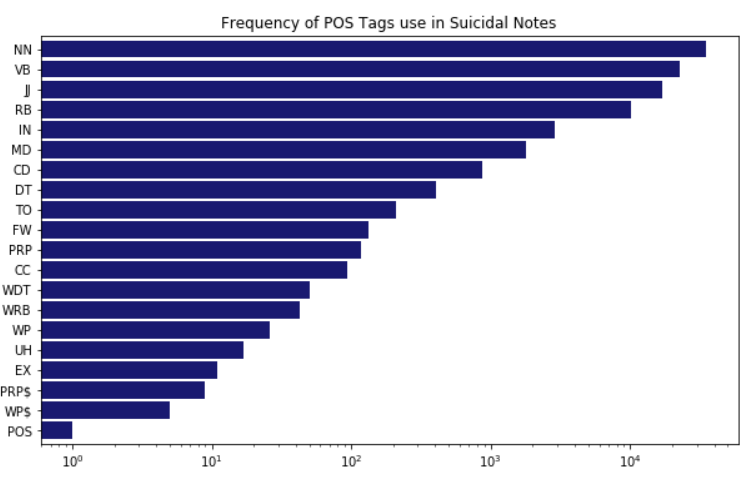 Frequency of POS Tags use in Suicidal Notes
NN
VB
JJ
RB
IN
MD
CD
DT
TO
FW
PRP
CC
WDT
WRB
WP
UH
EX
PRP$
WP$
POS
10⁰ 10¹ 10² 10³ 10⁴